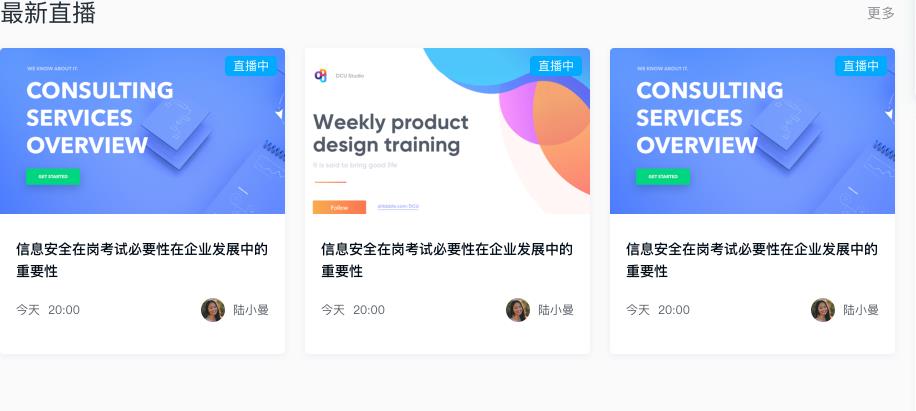 最新直播
更多
WE KNOW ABOUT IT.
CONSULTING
SERVICES
OVERVIEW
GET STARTED
直播中
信息安全在岗考试必要性在企业发展中的
重要性
今天 20:00
陆小曼
DCU Studio
直播中
Weekly product
design training
It is said to bring good life
Follow
dribbble.com/DCU
信息安全在岗考试必要性在企业发展中的
重要性
今天 20:00
陆小曼
WE KNOW ABOUT IT.
CONSULTING
SERVICES
OVERVIEW
GET STARTED
直播中
信息安全在岗考试必要性在企业发展中的
重要性
今天 20:00
陆小曼